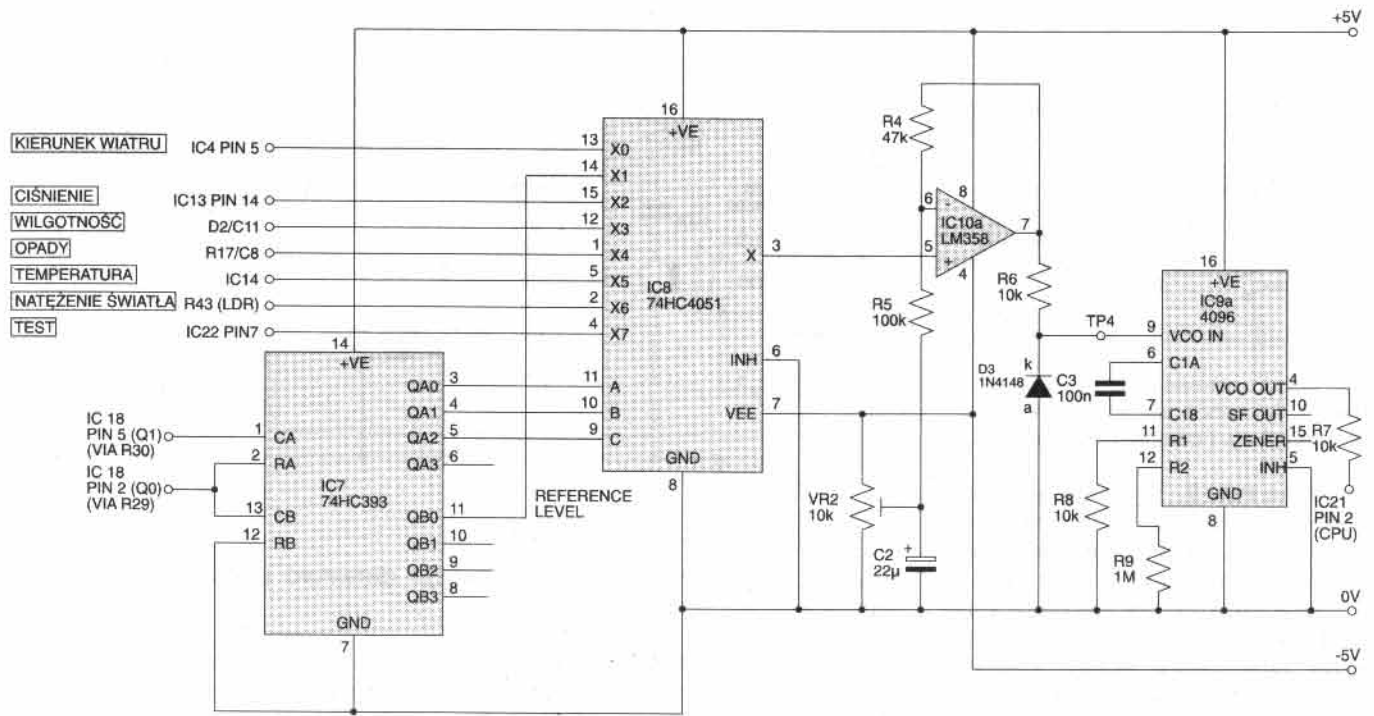 +5V
KIERUNEK WIATRU
IC4 PIN 5
CIŚNIENIE
IC13 PIN 14
WILGOTNOŚĆ
D2/C11
OPADY
R17/C8
TEMPERATURA
IC14
NATĘŻENIE ŚWIATŁA
R43 (LDR)
TEST
IC22 PIN7
16
+VE
13
X0
14
X1
15
X2
12
X3
1
X4
5
X5
2
X6
4
X7
11
A
10
B
9
C
IC8
74HC4051
X
3
INH
6
VEE
7
GND
8
14
+VE
QA0
3
QA1
4
QA2
5
QA3
6
QB0
11
QB1
10
QB2
9
QB3
8
IC7
74HC393
1
CA
2
RA
13
CB
12
RB
GND
7
IC 18
PIN 5 (Q1)
(VIA R30)
IC 18
PIN 2 (Q0)
(VIA R29)
REFERENCE
LEVEL
R4
47k
6
-
8
IC10a
LM358
7
5
+
4
R5
100k
R6
10k
TP4
D3
1N4148
k
a
VR2
10k
C2
22µ
+
C3
100n
16
+VE
IC9a
4096
9
VCO IN
6
C1A
7
C18
11
R1
12
R2
VCO OUT
4
SF OUT
10
ZENER
15
INH
5
GND
8
R7
10k
R8
10k
R9
1M
IC21
PIN 2
(CPU)
0V
-5V